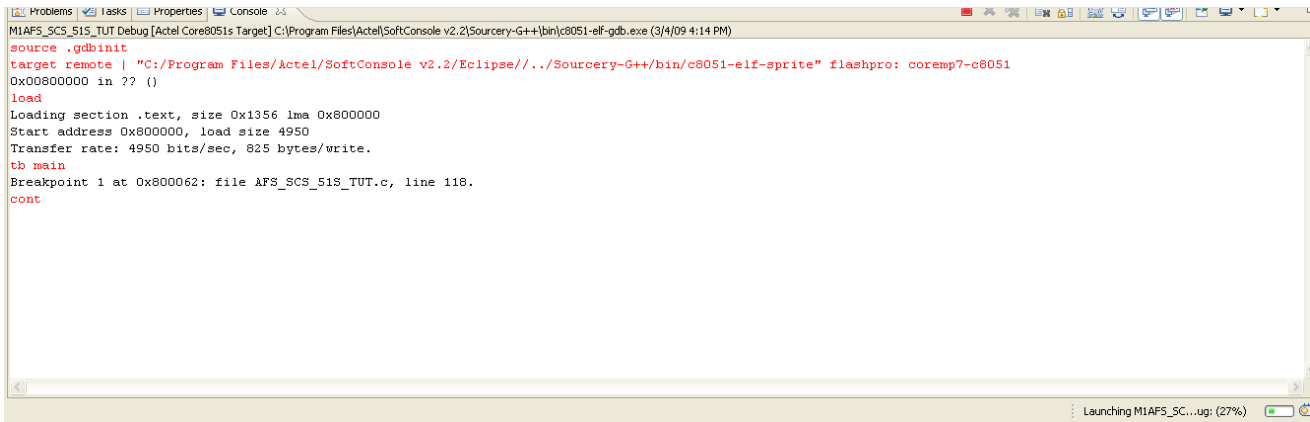 Problems Tasks Properties Console
M1AFS_SCS_51S_TUT Debug [Actel Core8051s Target] C:\Program Files\Actel\SoftConsole v2.2\Sourcery-G++\bin\c8051-elf-gdb.exe (3/4/09 4:14 PM)
source .gdbinit
target remote | "C:/Program Files/Actel/SoftConsole v2.2/Eclipse//../Sourcery-G++/bin/c8051-elf-sprite" flashpro: coremp7-c8051
0x00800000 in ?? ()
load
Loading section .text, size 0x1356 lma 0x800000
Start address 0x800000, load size 4950
Transfer rate: 4950 bits/sec, 825 bytes/write.
tb main
Breakpoint 1 at 0x800062: file AFS_SCS_51S_TUT.c, line 118.
cont
Launching M1AFS_SC...ug: (27%)